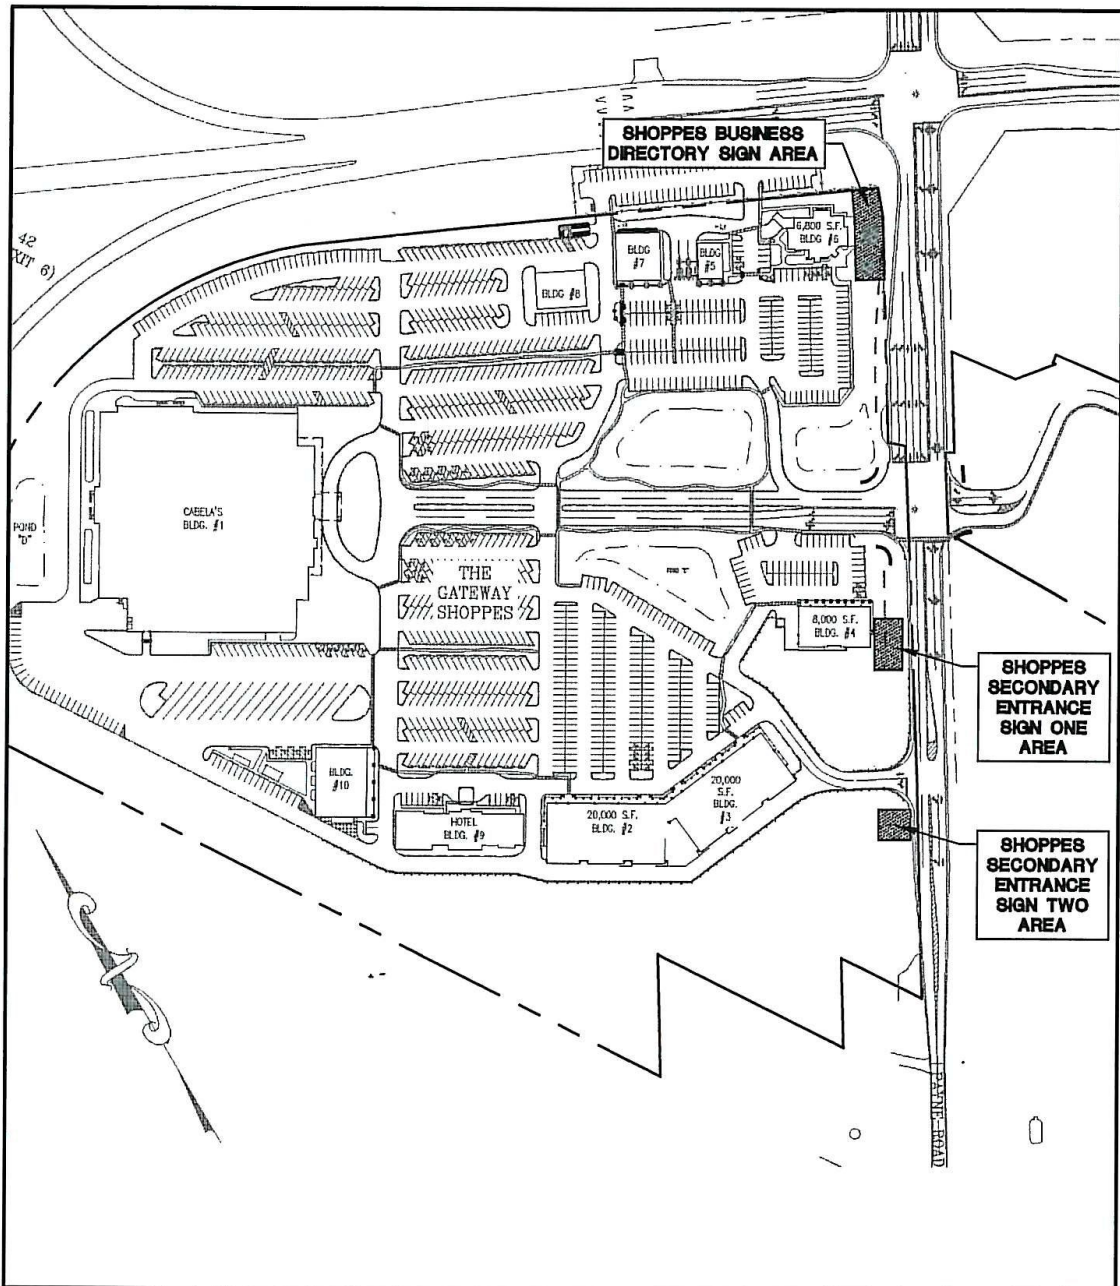 SHOPPES BUSINESS
DIRECTORY SIGN AREA
42
EXIT 6)
6,800 S.F.
BLDG #6
BLDG
#7
BLDG
#5
BLDG #8
CABELA'S
BLDG. #1
POND
"D"
THE
GATEWAY
SHOPPES
8,000 S.F.
BLDG. #4
SHOPPES
SECONDARY
ENTRANCE
SIGN ONE
AREA
BLDG.
#10
HOTEL
BLDG. #9
20,000 S.F.
BLDG. #2
20,000
S.F.
BLDG.
#3
SHOPPES
SECONDARY
ENTRANCE
SIGN TWO
AREA
PAYNE ROAD